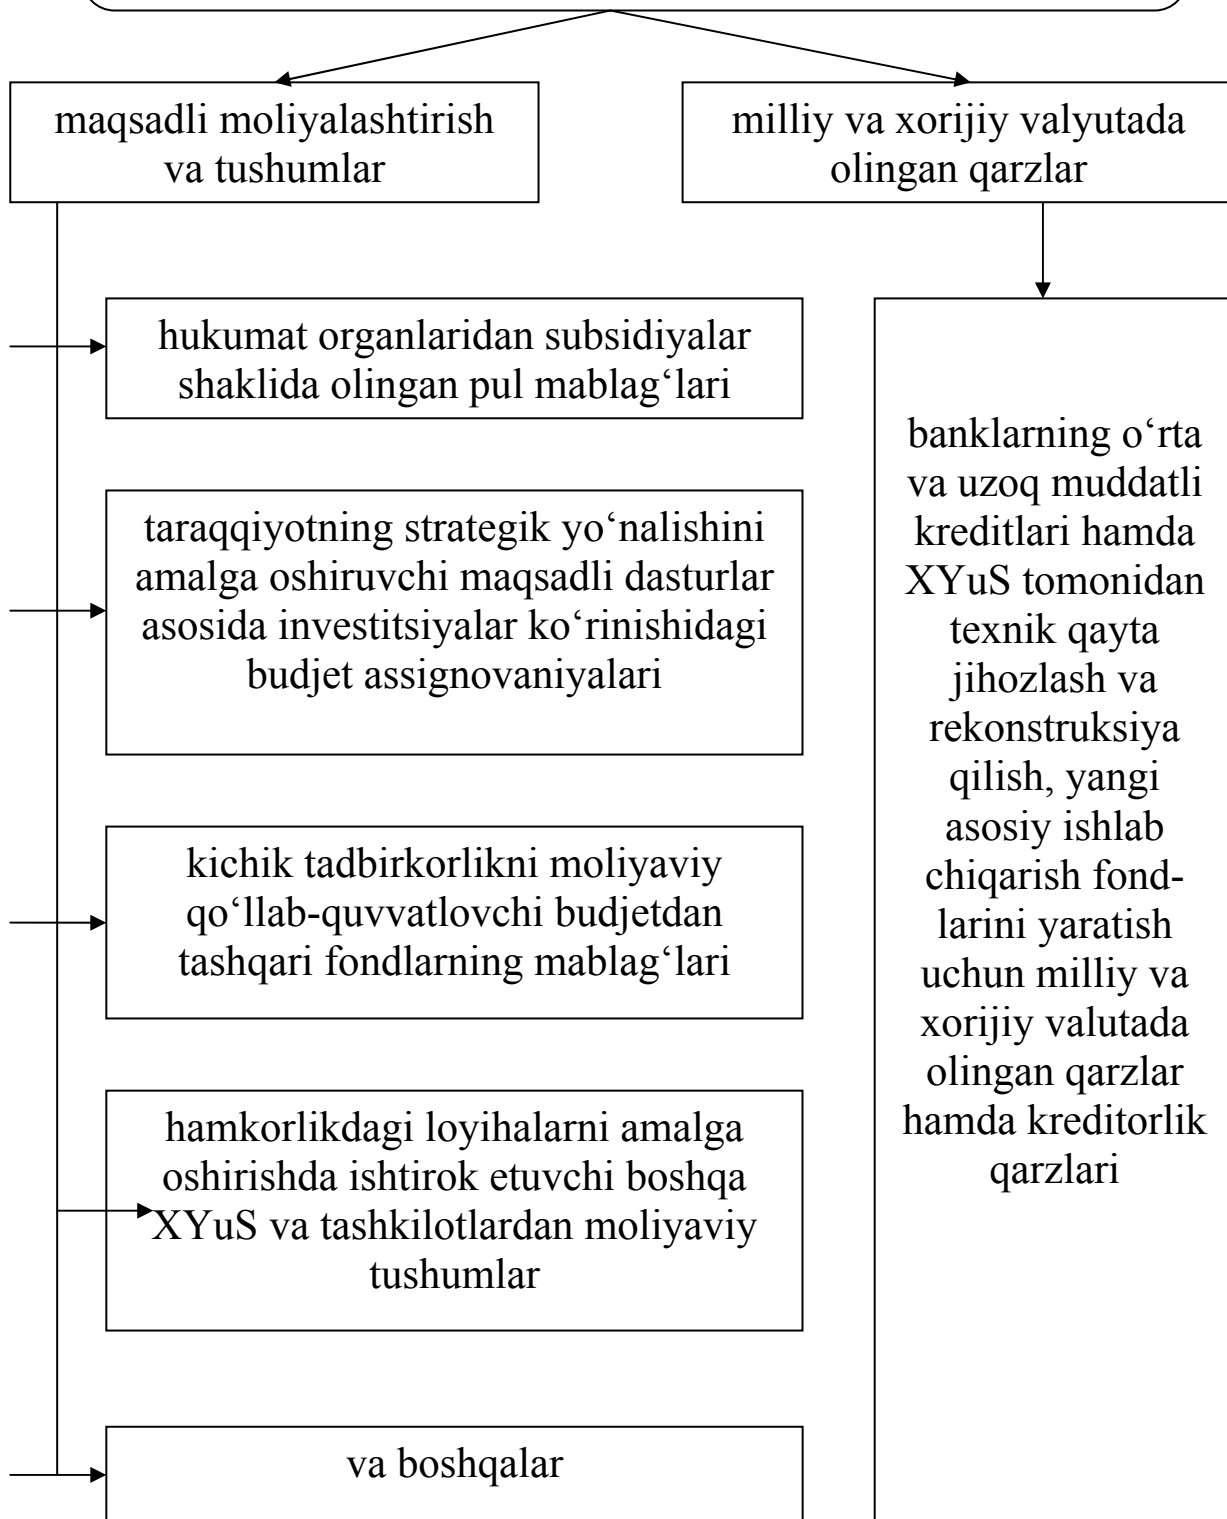 maqsadli moliyalashtirish
va tushumlar
milliy va xorijiy valyutada
olingan qarzlar
hukumat organlaridan subsidiyalar
shaklida olingan pul mablag‘lari
taraqqiyotning strategik yo‘nalishini
amalga oshiruvchi maqsadli dasturlar
asosida investitsiyalar ko‘rinishidagi
budjet assignovaniyalari
kichik tadbirkorlikni moliyaviy
qo‘llab-quvvatlovchi budjetdan
tashqari fondlarning mablag‘lari
hamkorlikdagi loyihalarni amalga
oshirishda ishtirok etuvchi boshqa
XYuS va tashkilotlardan moliyaviy
tushumlar
va boshqalar
banklarning o‘rta
va uzoq muddatli
kreditlari hamda
XYuS tomonidan
texnik qayta
jihozlash va
rekonstruksiya
qilish, yangi
asosiy ishlab
chiqarish fond-
larini yaratish
uchun milliy va
xorijiy valutada
olingan qarzlar
hamda kreditorlik
qarzlari